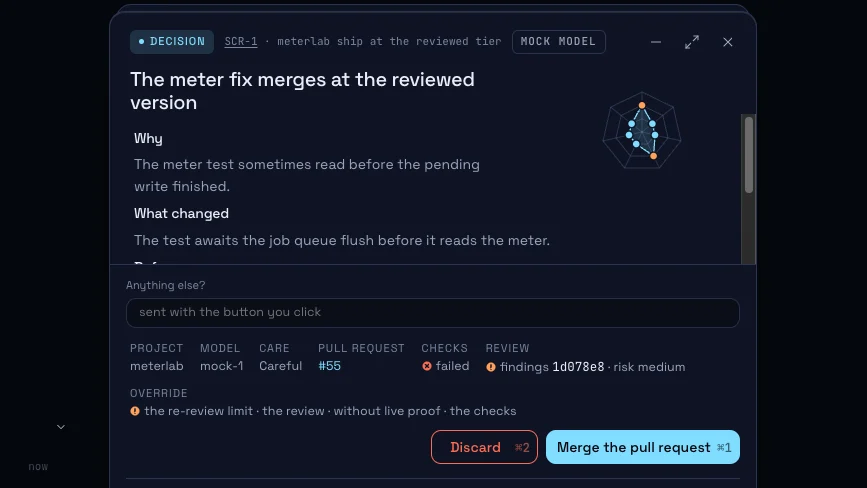 DECISION SCR-1 · meterlab ship at the reviewed tier MOCK MODEL
The meter fix merges at the reviewed
version
Why
The meter test sometimes read before the pending
write finished.
What changed
The test awaits the job queue flush before it reads the meter.
Anything else?
sent with the button you click
PROJECT MODEL CARE PULL REQUEST CHECKS REVIEW
meterlab mock-1 Careful #55 failed findings 1d078e8 · risk medium
OVERRIDE
the re-review limit · the review · without live proof · the checks
Discard ⌘2 Merge the pull request ⌘1
now